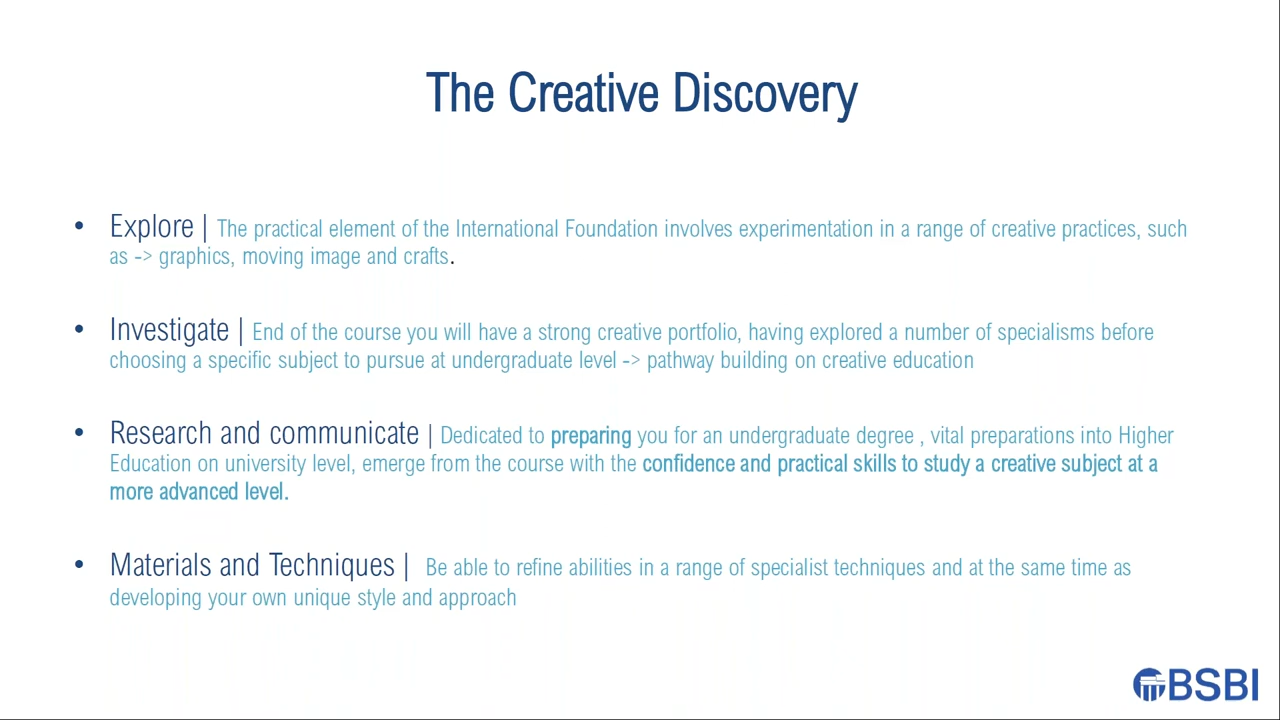 The Creative Discovery
• Explore | The practical element of the International Foundation involves experimentation in a range of creative practices, such
as -> graphics, moving image and crafts.
• Investigate | End of the course you will have a strong creative portfolio, having explored a number of specialisms before
choosing a specific subject to pursue at undergraduate level -> pathway building on creative education
• Research and communicate | Dedicated to preparing you for an undergraduate degree , vital preparations into Higher
Education on university level, emerge from the course with the confidence and practical skills to study a creative subject at a
more advanced level.
• Materials and Techniques | Be able to refine abilities in a range of specialist techniques and at the same time as
developing your own unique style and approach
BSBI